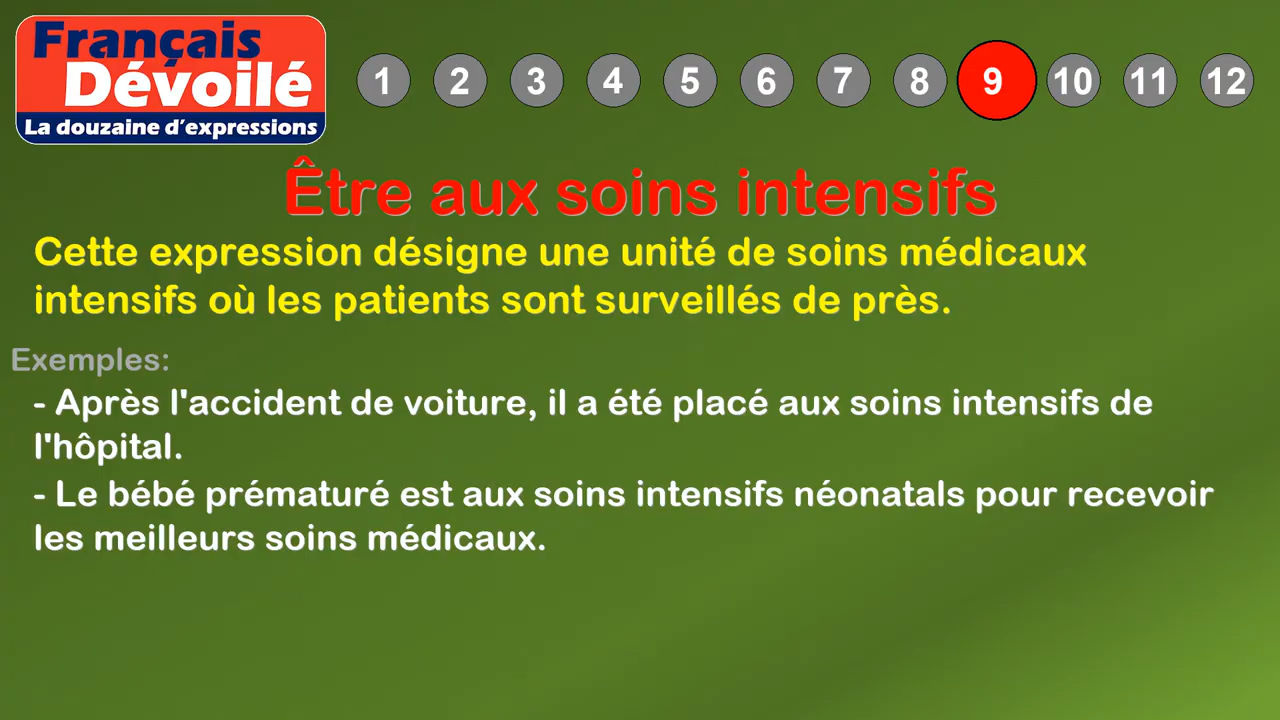 Français
Dévoilé
La douzaine d'expressions
1 2 3 4 5 6 7 8 9 10 11 12
Être aux soins intensifs
Cette expression désigne une unité de soins médicaux
intensifs où les patients sont surveillés de près.
Exemples:
- Après l'accident de voiture, il a été placé aux soins intensifs de
l'hôpital.
- Le bébé prématuré est aux soins intensifs néonatals pour recevoir
les meilleurs soins médicaux.